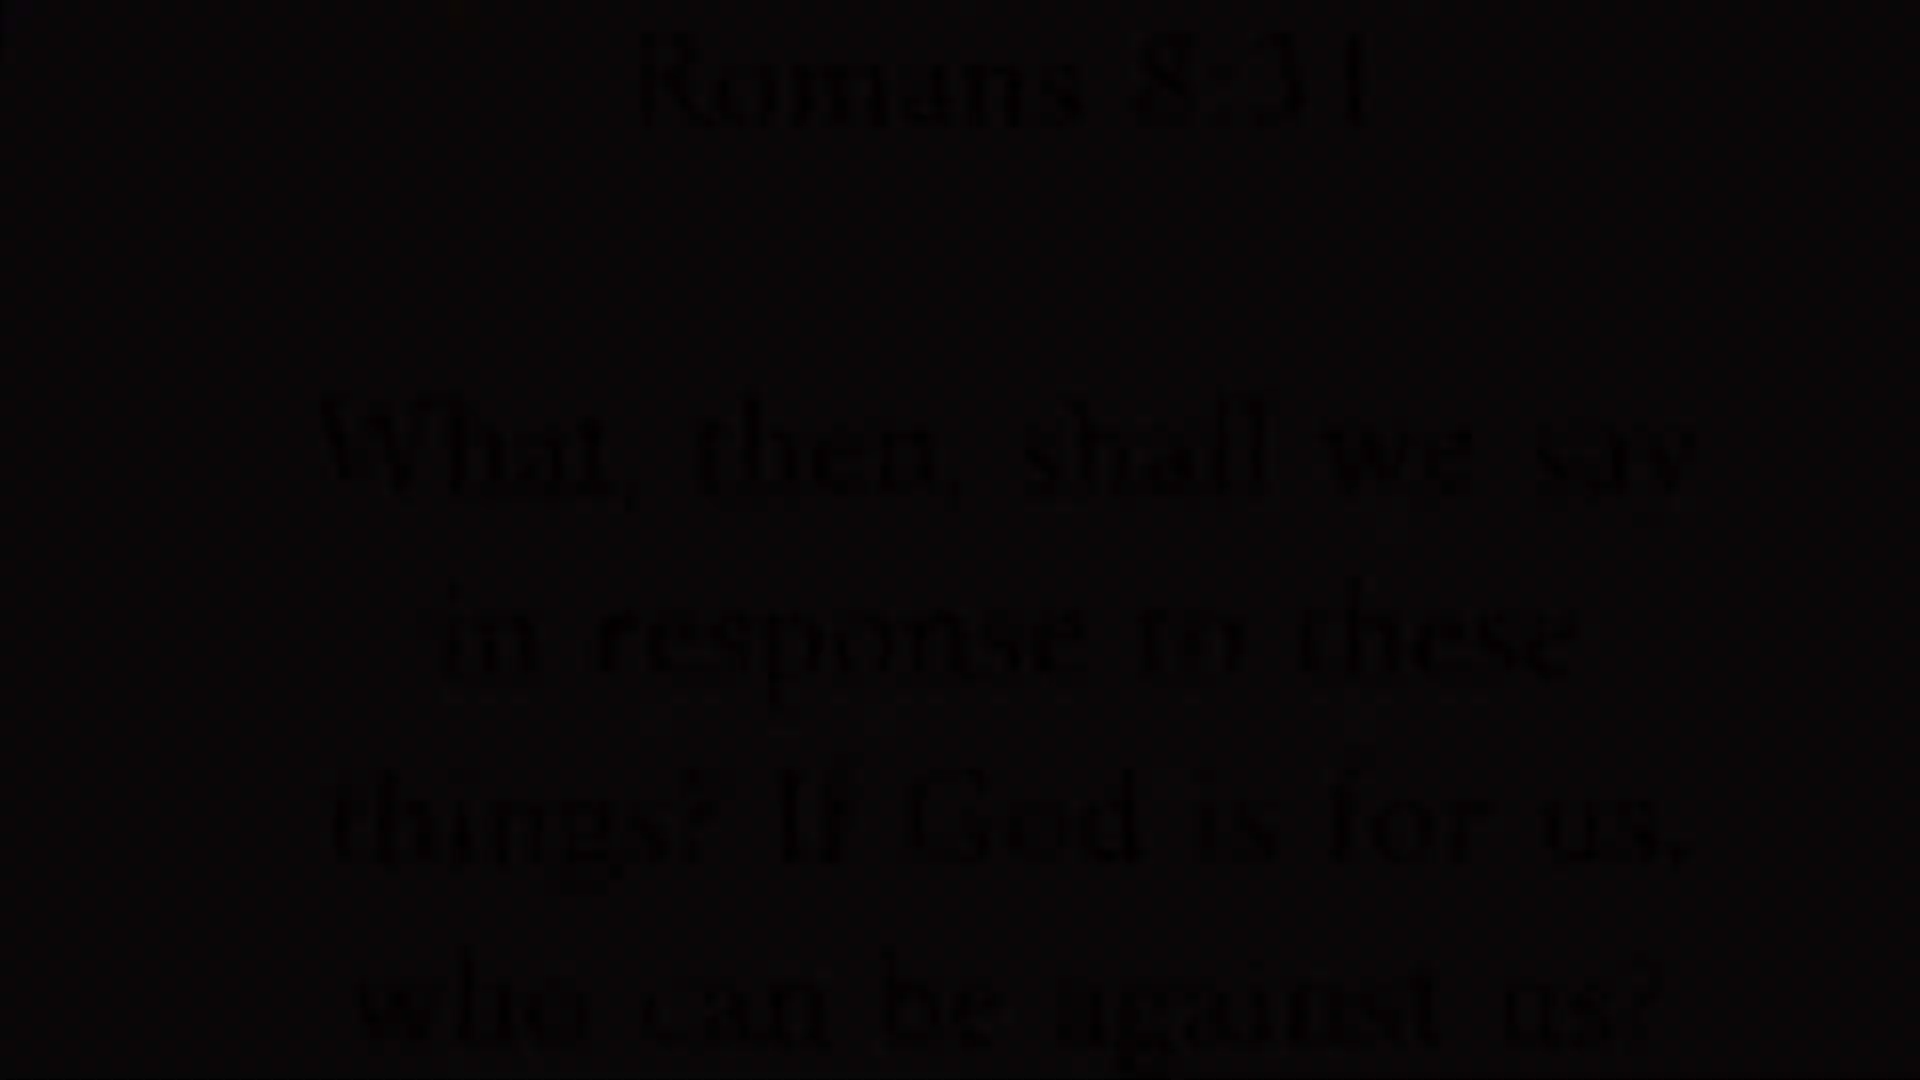 Romans 8:31
What, then, shall we say
in response to these
things? If God is for us,
who can be against us?